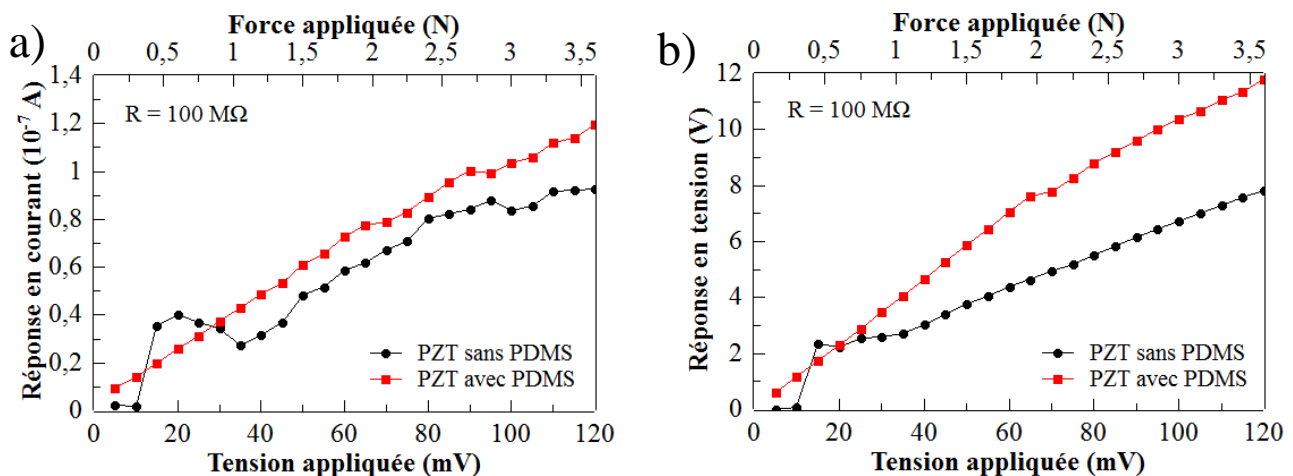 a)
Force appliquée (N)
0 0,5 1 1,5 2 2,5 3 3,5
1,4
1,2
1
0,8
0,6
0,4
0,2
0
Réponse en courant (10⁻⁷ A)
R = 100 MΩ
PZT sans PDMS
PZT avec PDMS
0 20 40 60 80 100 120
Tension appliquée (mV)
b)
Force appliquée (N)
0 0,5 1 1,5 2 2,5 3 3,5
12
10
8
6
4
2
0
Réponse en tension (V)
R = 100 MΩ
PZT sans PDMS
PZT avec PDMS
0 20 40 60 80 100 120
Tension appliquée (mV)